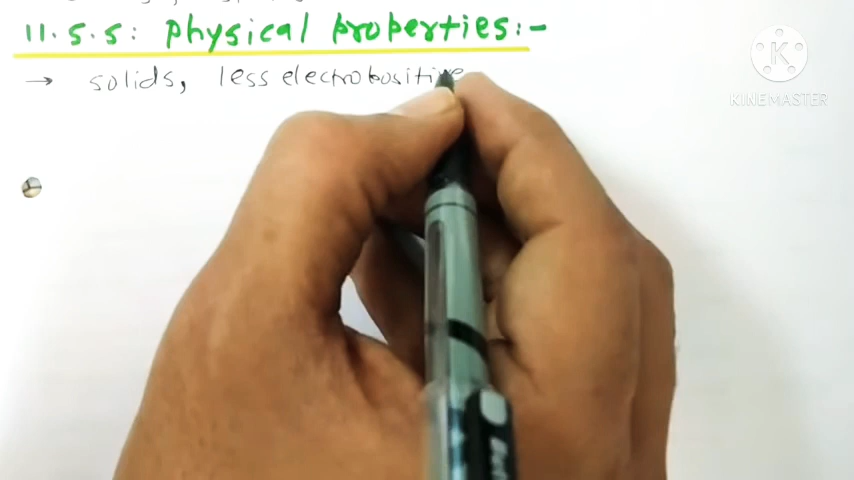 11.5.5: Physical properties:-
→ solids, less electropositive
KINEMASTER